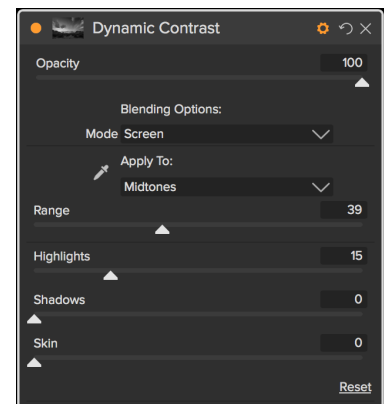 Dynamic Contrast
Opacity 100
Blending Options:
Mode Screen
Apply To:
Midtones
Range 39
Highlights 15
Shadows 0
Skin 0
Reset